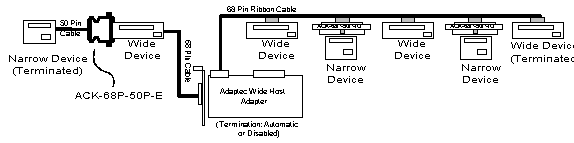 50 Pin
Cable
Wide
Device
Narrow Device
(Terminated)
ACK-68P-50P-E
68 Pin Cable
68 Pin Ribbon Cable
Adaptec Wide Host
Adapter
(Termination: Automatic
or Disabled)
Wide
Device
Narrow
Device
Wide
Device
Narrow
Device
Wide Device
(Terminated